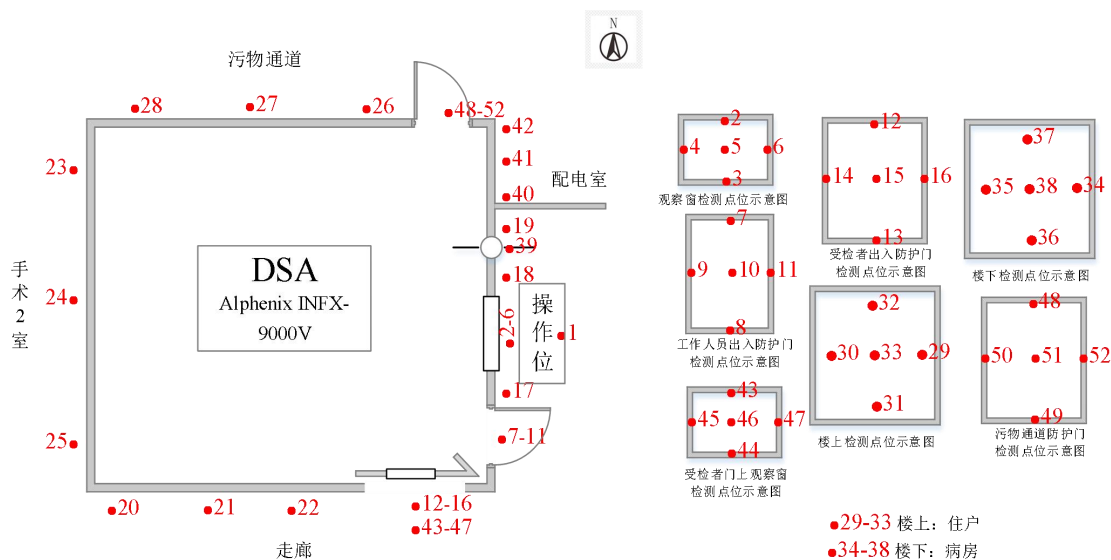 N
污物通道
28
27
26
48-52
42
23
41
配电室
40
19
39
DSA
Alphenix INFX-
9000V
18
手术2室
24
2-6
操作位
1
17
25
7-11
20
21
22
12-16
43-47
走廊
2
4
5
6
3
观察窗检测点位示意图
12
14
15
16
13
受检者出入防护门
检测点位示意图
37
35
38
34
36
楼下检测点位示意图
7
9
10
11
8
工作人员出入防护门
检测点位示意图
32
30
33
29
31
楼上检测点位示意图
48
50
51
52
49
污物通道防护门
检测点位示意图
43
45
46
47
44
受检者门上观察窗
检测点位示意图
29-33 楼上：住户
34-38 楼下：病房